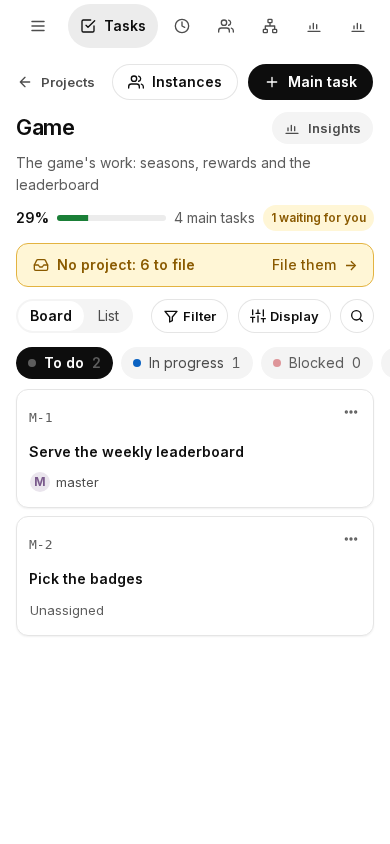 Tasks
Projects
Instances
Main task
Game
Insights
The game's work: seasons, rewards and the
leaderboard
29%
4 main tasks
1 waiting for you
No project: 6 to file
File them
Board
List
Filter
Display
To do 2
In progress 1
Blocked 0
M-1
Serve the weekly leaderboard
M master
M-2
Pick the badges
Unassigned